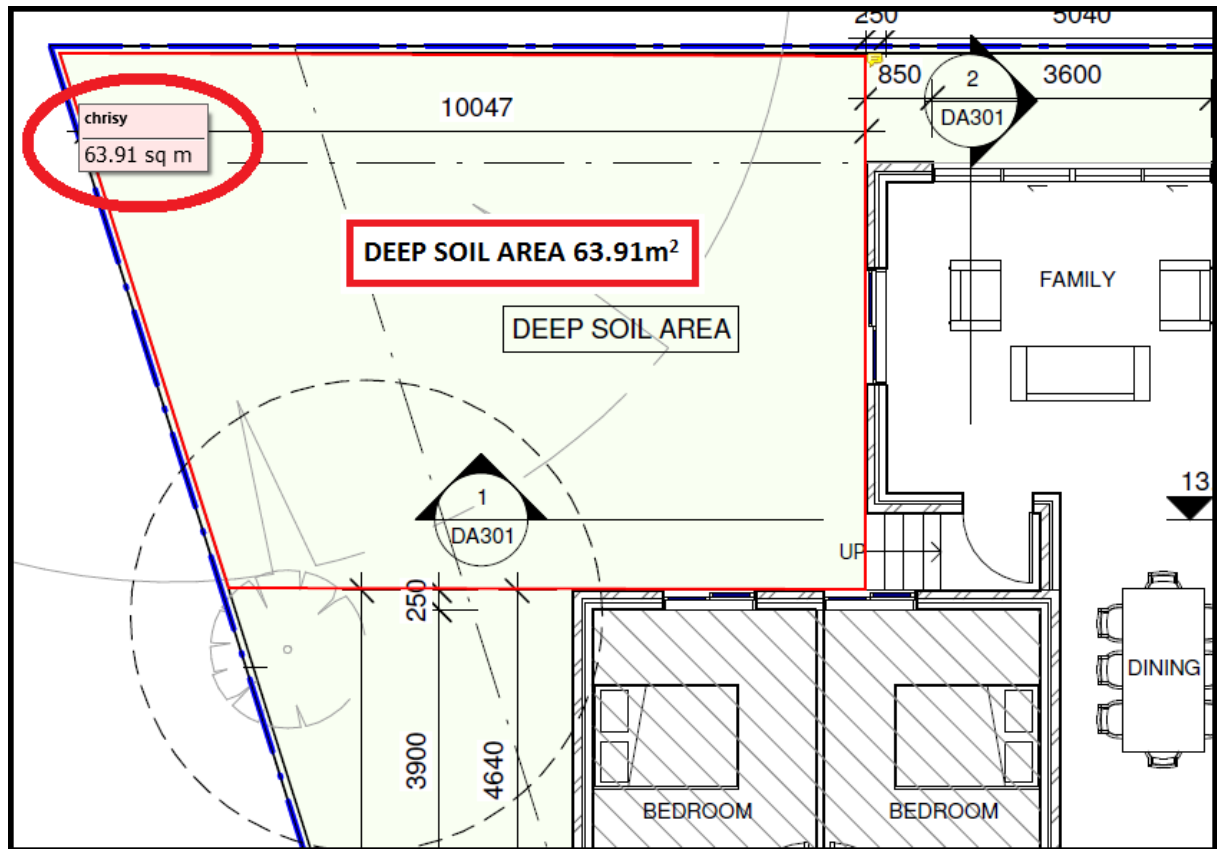 250
5040
850
2
3600
DA301
chrisy
63.91 sq m
10047
DEEP SOIL AREA 63.91m²
FAMILY
DEEP SOIL AREA
13
1
DA301
UP
250
3900
4640
DINING
BEDROOM
BEDROOM